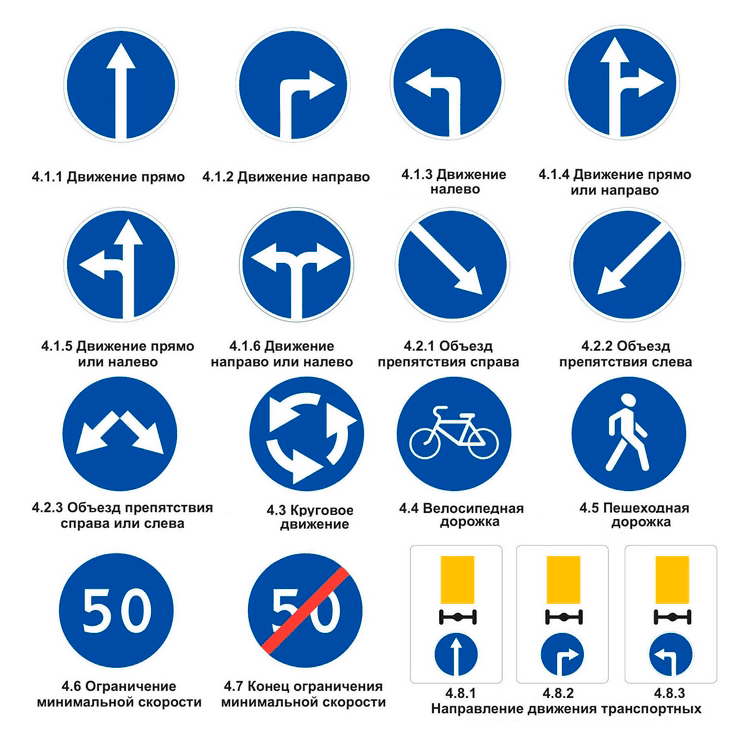 4.1.1 Движение прямо
4.1.2 Движение направо
4.1.3 Движение
налево
4.1.4 Движение прямо
или направо
4.1.5 Движение прямо
или налево
4.1.6 Движение
направо или налево
4.2.1 Объезд
препятствия справа
4.2.2 Объезд
препятствия слева
4.2.3 Объезд препятствия
справа или слева
4.3 Круговое
движение
4.4 Велосипедная
дорожка
4.5 Пешеходная
дорожка
50
4.6 Ограничение
минимальной скорости
50
4.7 Конец ограничения
минимальной скорости
4.8.1
4.8.2
4.8.3
Направление движения транспортных